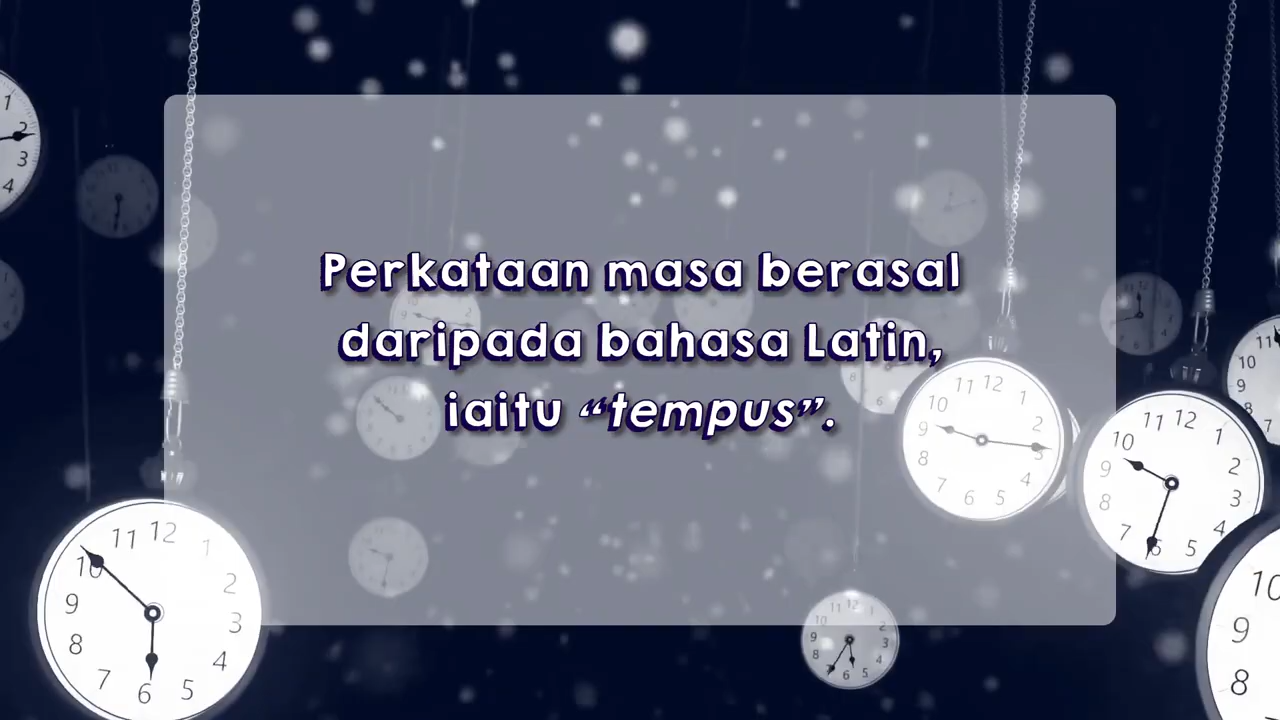 Perkataan masa berasal
daripada bahasa Latin,
iaitu “tempus”.